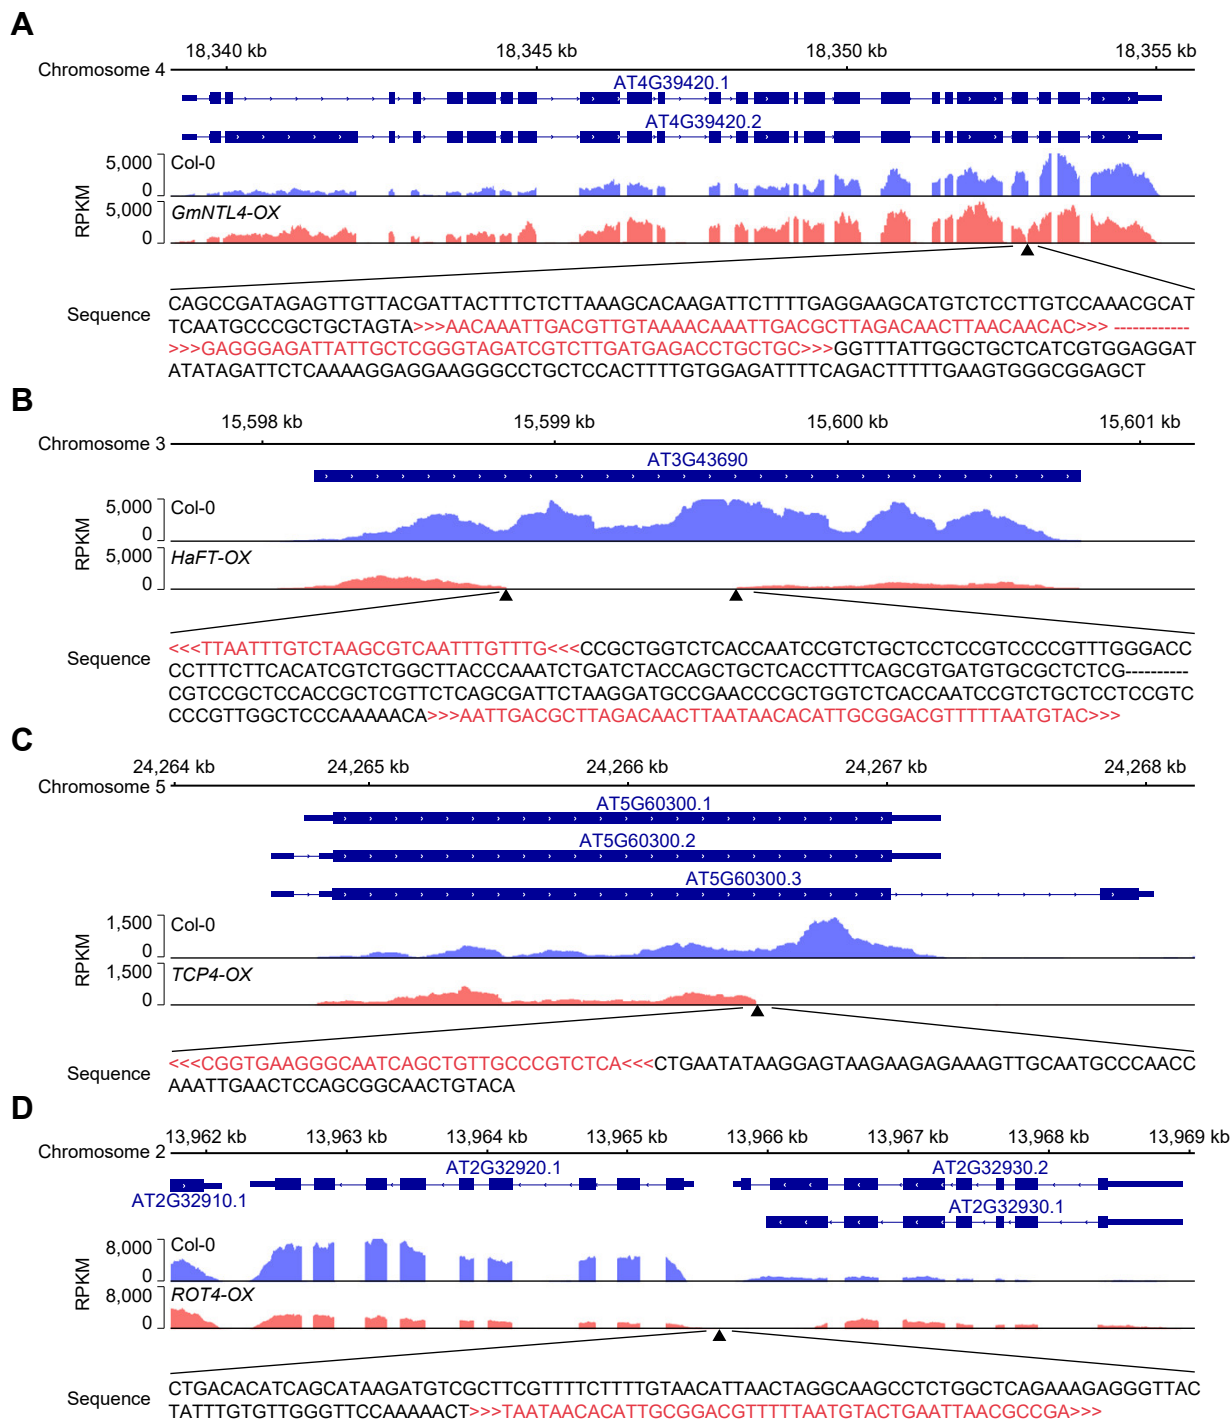 A
18,340 kb 18,345 kb 18,350 kb 18,355 kb
Chromosome 4
AT4G39420.1
AT4G39420.2
5,000 Col-0
0
RPKM
5,000 GmNTL4-OX
0
CAGCCGATAGAGTTGTTACGATTACTTTCTCTTAAAGCACAAGATTCTTTTGAGGAAGCATGTCTCCTTGTCCAAACGCAT
Sequence
TCAATGCCCGCTGCTAGTA>>>AACAAATTGACGTTGTAAAACAAATTGACGCTTAGACAACTTAACAACAC>>> ------------
>>>GAGGGAGATTATTGCTCGGGTAGATCGTCTTGATGAGACCTGCTGC>>>GGTTTATTGGCTGCTCATCGTGGAGGAT
ATATAGATTCTCAAAAGGAGGAAGGGCCTGCTCCACTTTTGTGGAGATTTTCAGACTTTTTGAAGTGGGCGGAGCT
B
15,598 kb 15,599 kb 15,600 kb 15,601 kb
Chromosome 3
AT3G43690
5,000 Col-0
0
RPKM
5,000 HaFT-OX
0
<<<TTAATTTGTCTAAGCGTCAATTTGTTTG<<<CCGCTGGTCTCACCAATCCGTCTGCTCCTCCGTCCCCGTTTGGGACC
Sequence
CCTTTCTTCACATCGTCTGGCTTACCCAAATCTGATCTACCAGCTGCTCACCTTTCAGCGTGATGTGCGCTCTCG----------
CGTCCGCTCCACCGCTCGTTCTCAGCGATTCTAAGGATGCCGAACCCGCTGGTCTCACCAATCCGTCTGCTCCTCCGTC
CCCGTTGGCTCCCAAAAACA>>>AATTGACGCTTAGACAACTTAATAACACATTGCGGACGTTTTTAATGTAC>>>
C
24,264 kb 24,265 kb 24,266 kb 24,267 kb 24,268 kb
Chromosome 5
AT5G60300.1
AT5G60300.2
AT5G60300.3
1,500 Col-0
0
RPKM
1,500 TCP4-OX
0
<<<CGGTGAAGGGCAATCAGCTGTTGCCCGTCTCA<<<CTGAATATAAGGAGTAAGAAGAGAAAGTTGCAATGCCCAACC
Sequence
AAATTGAACTCCAGCGGCAACTGTACA
D
13,962 kb 13,963 kb 13,964 kb 13,965 kb 13,966 kb 13,967 kb 13,968 kb 13,969 kb
Chromosome 2
AT2G32920.1 AT2G32930.2
AT2G32910.1 AT2G32930.1
8,000 Col-0
0
RPKM
8,000 ROT4-OX
0
CTGACACATCAGCATAAGATGTCGCTTCGTTTTCTTTTGTAACATTAACTAGGCAAGCCTCTGGCTCAGAAAGAGGGTTAC
Sequence
TATTTGTGTTGGGTTCCAAAAACT>>>TAATAACACATTGCGGACGTTTTTAATGTACTGAATTAACGCCGA>>>